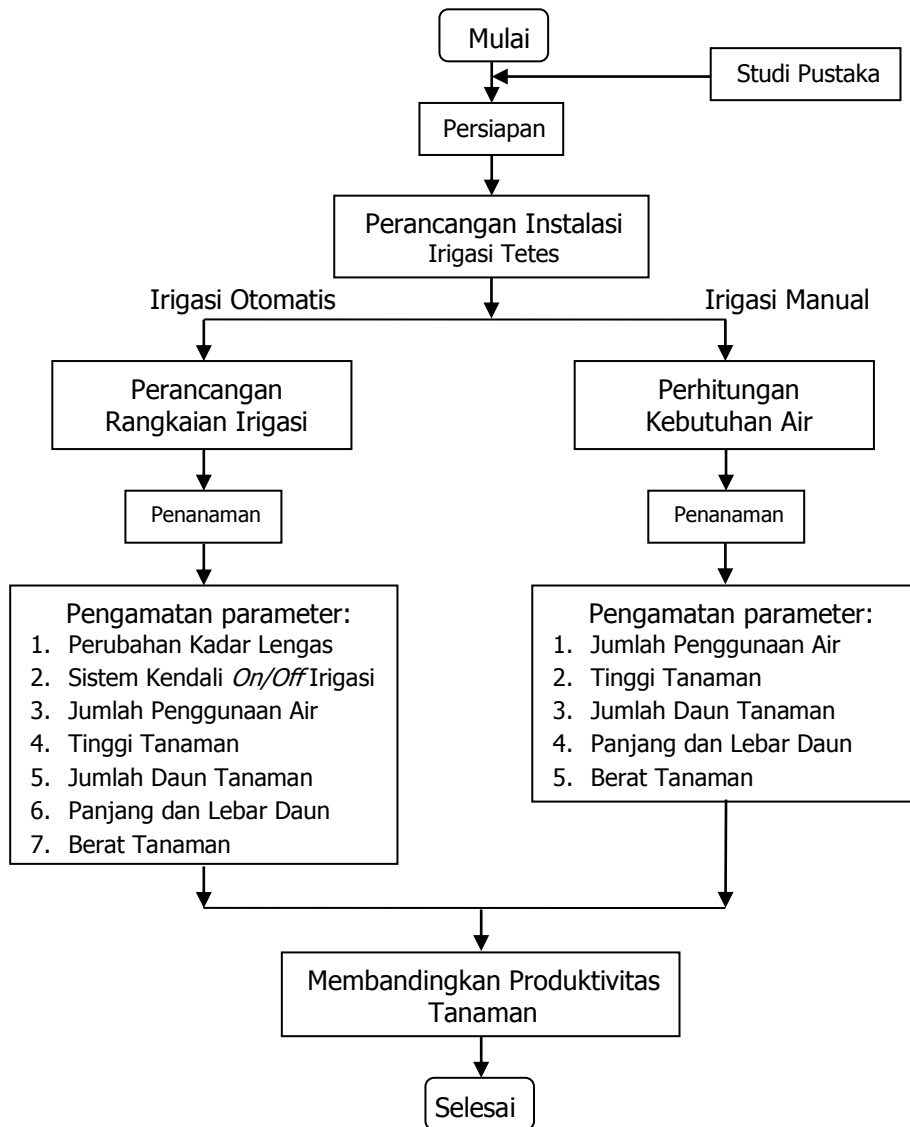 Mulai
Studi Pustaka
Persiapan
Perancangan Instalasi
Irigasi Tetes
Irigasi Otomatis
Irigasi Manual
Perancangan
Rangkaian Irigasi
Perhitungan
Kebutuhan Air
Penanaman
Penanaman
Pengamatan parameter:
1. Perubahan Kadar Lengas
2. Sistem Kendali On/Off Irigasi
3. Jumlah Penggunaan Air
4. Tinggi Tanaman
5. Jumlah Daun Tanaman
6. Panjang dan Lebar Daun
7. Berat Tanaman
Pengamatan parameter:
1. Jumlah Penggunaan Air
2. Tinggi Tanaman
3. Jumlah Daun Tanaman
4. Panjang dan Lebar Daun
5. Berat Tanaman
Membandingkan Produktivitas
Tanaman
Selesai